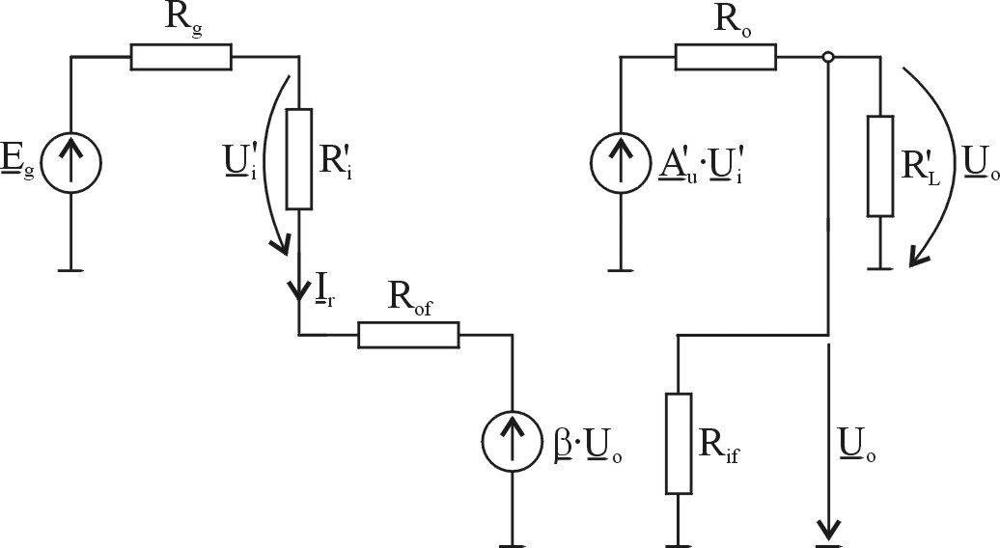 Rg
Ro
Eg
U'i
R'i
A'u·U'i
R'L
Uo
Ir
Rof
β·Uo
Rif
Uo